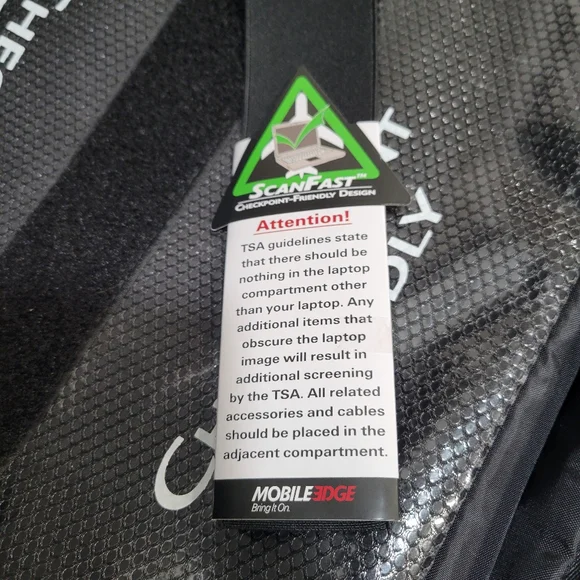 SCANFAST™
CHECKPOINT-FRIENDLY DESIGN
Attention!
TSA guidelines state
that there should be
nothing in the laptop
compartment other
than your laptop. Any
additional items that
obscure the laptop
image will result in
additional screening
by the TSA. All related
accessories and cables
should be placed in the
adjacent compartment.
MOBILE EDGE
Bring It On.